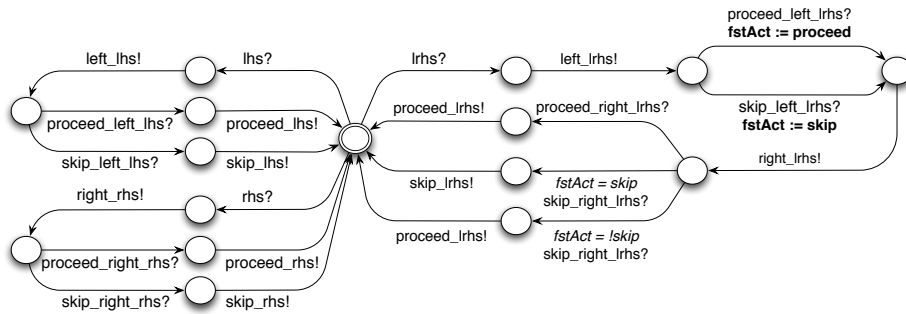 proceed_left_lrhs?
fstAct := proceed
left_lhs!
lhs?
lrhs?
left_lrhs!
proceed_left_lhs?
proceed_lhs!
proceed_lrhs!
proceed_right_lrhs?
skip_left_lrhs?
fstAct := skip
skip_left_lhs?
skip_lhs!
right_lrhs!
skip_lrhs!
fstAct = skip
skip_right_lrhs?
right_rhs!
rhs?
proceed_lrhs!
fstAct = !skip
skip_right_lrhs?
proceed_right_rhs?
proceed_rhs!
skip_right_rhs?
skip_rhs!